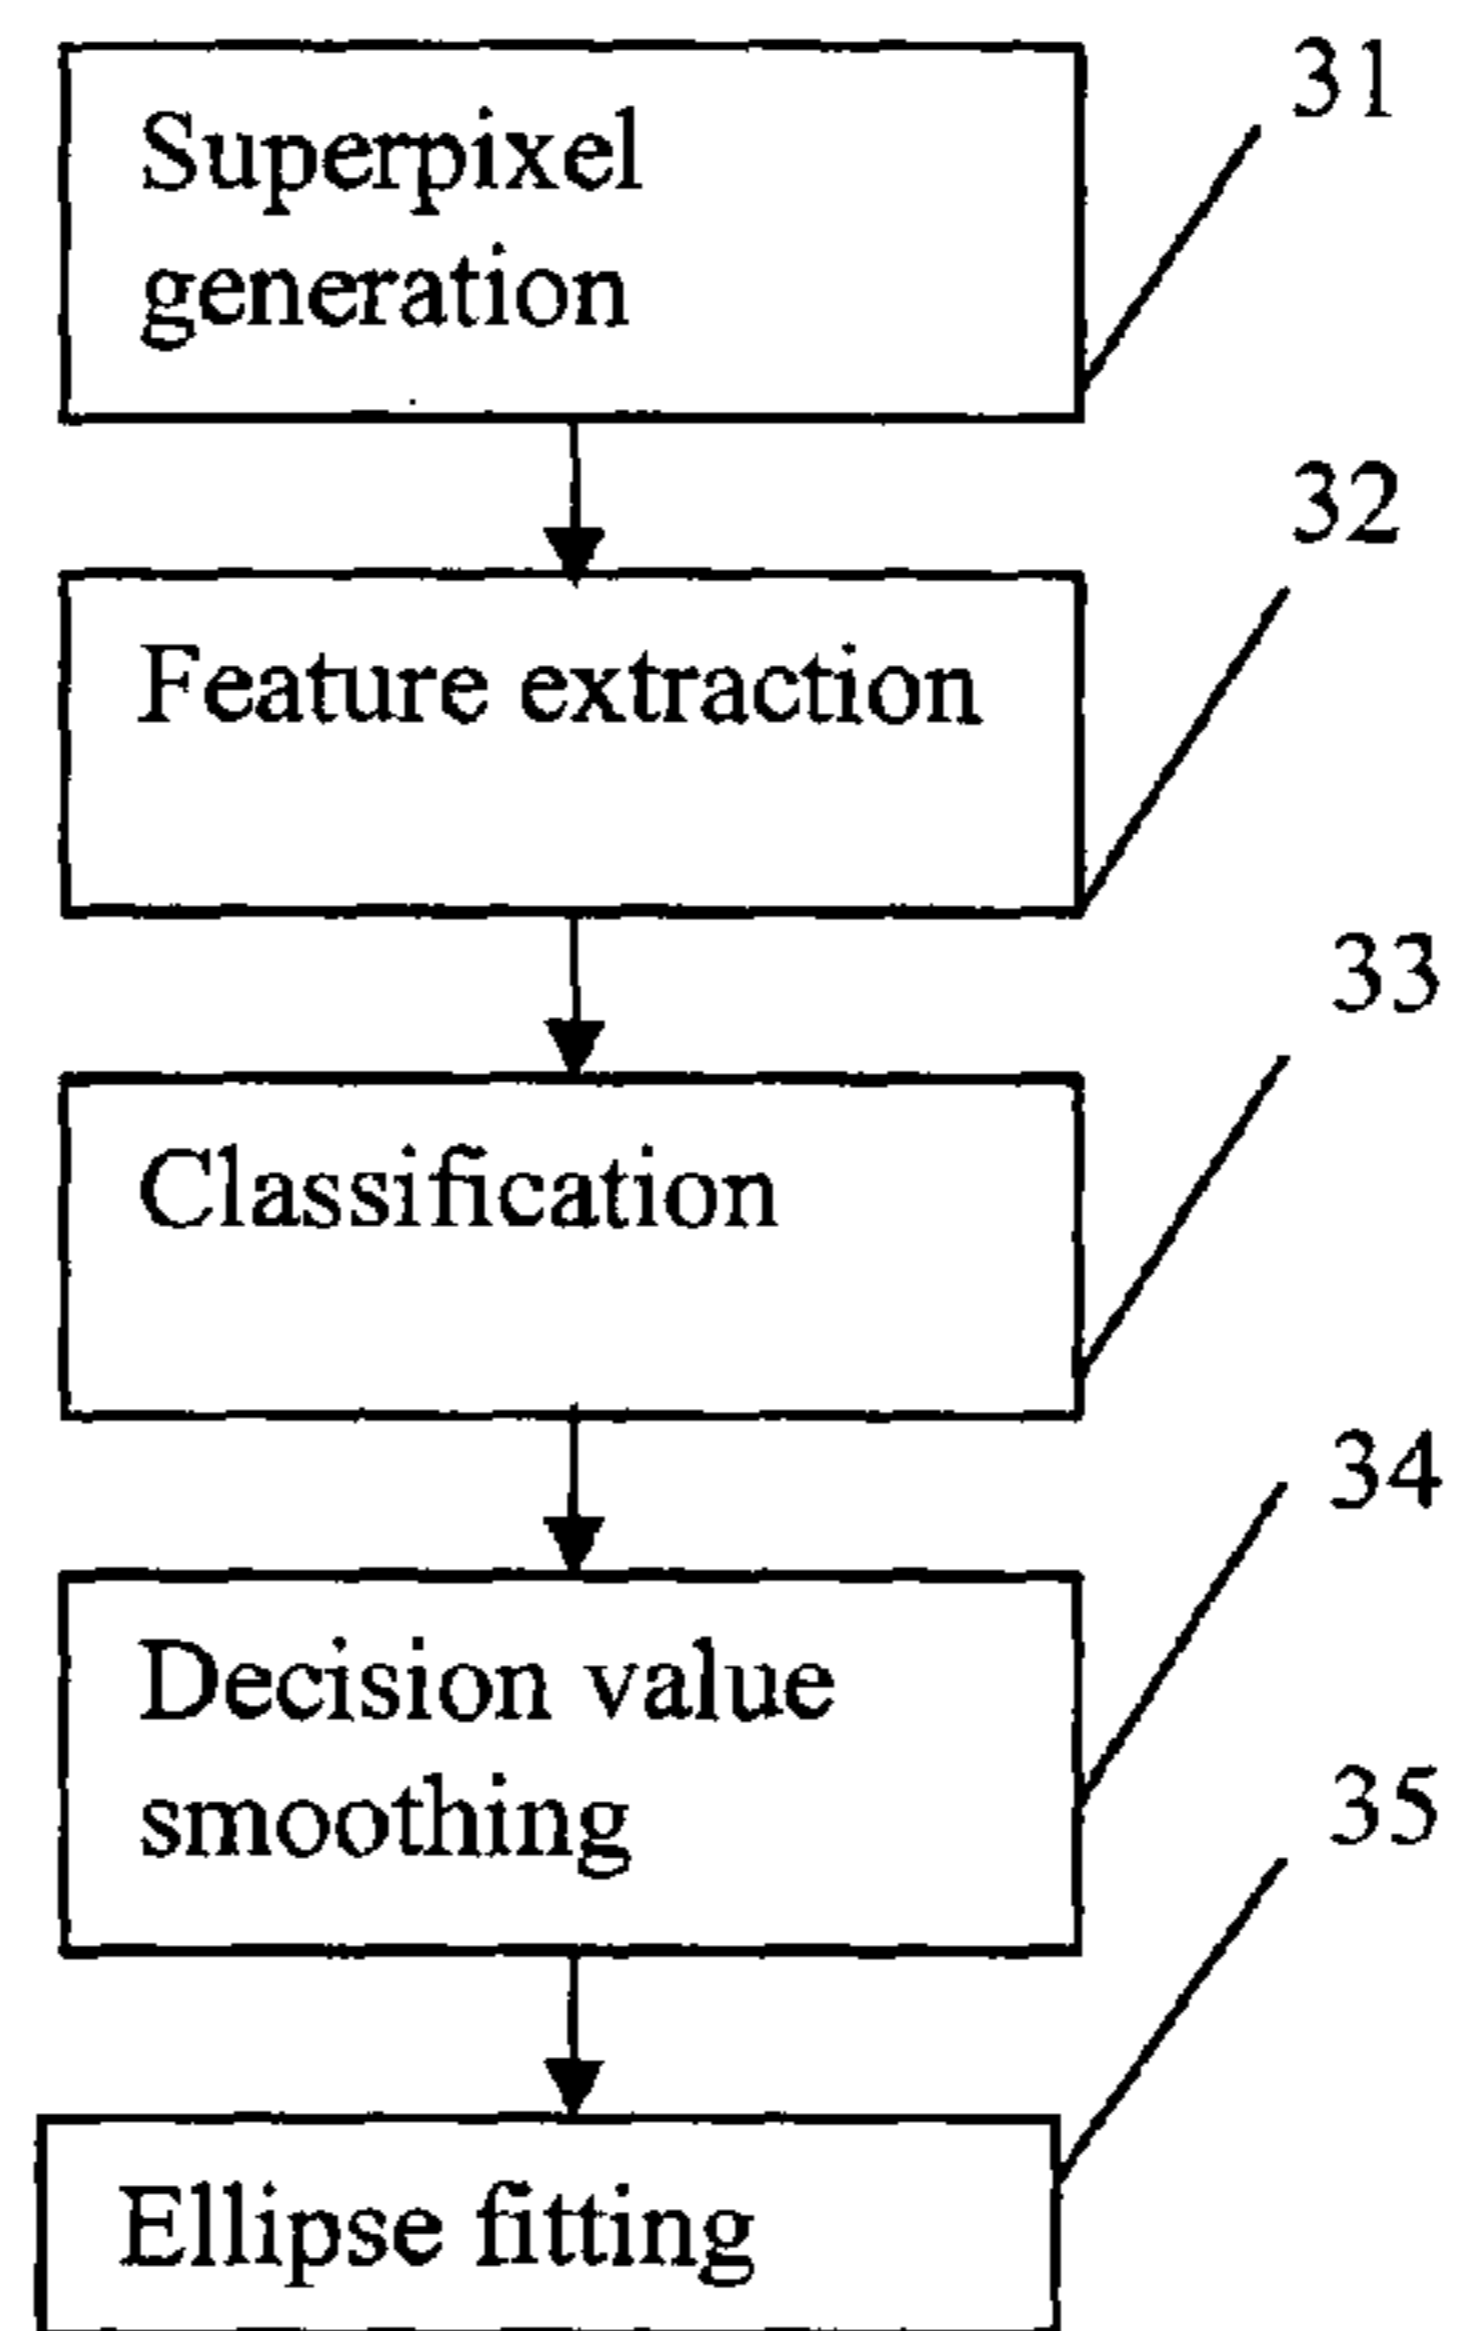 31
Superpixel
generation
32
Feature extraction
33
Classification
34
Decision value
smoothing
35
Ellipse fitting